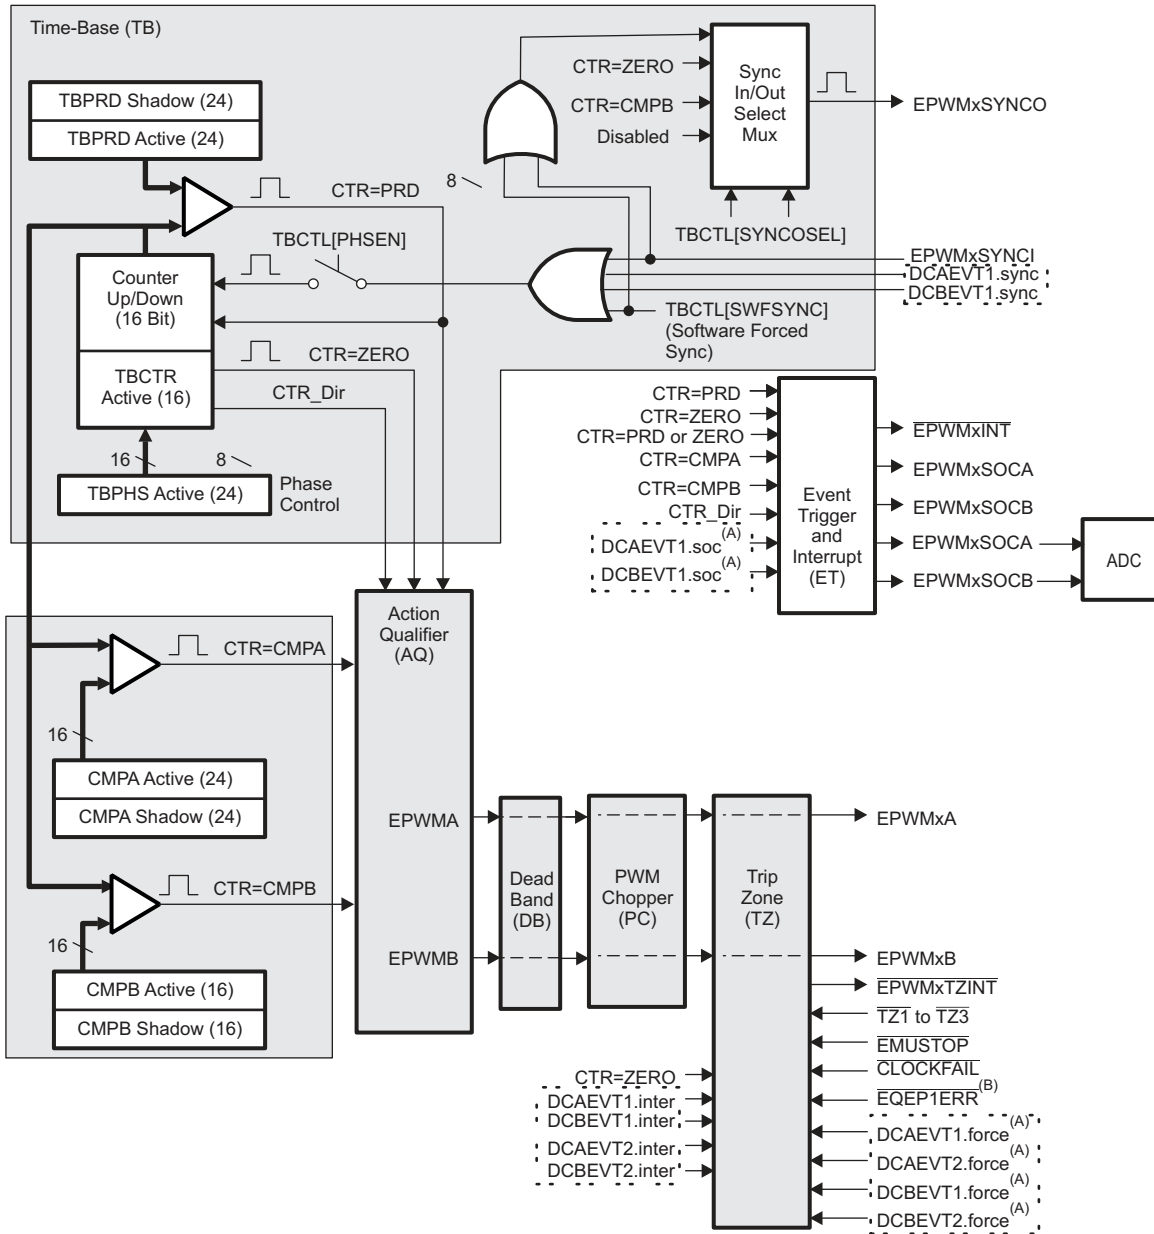 Time-Base (TB)
TBPRD Shadow (24)
TBPRD Active (24)
CTR=PRD
8
CTR=ZERO
CTR=CMPB
Disabled
Sync
In/Out
Select
Mux
EPWMxSYNCO
TBCTL[SYNCOSEL]
TBCTL[PHSEN]
EPWMxSYNCI
DCAEVT1.sync
DCBEVT1.sync
TBCTL[SWFSYNC]
(Software Forced
Sync)
Counter
Up/Down
(16 Bit)
TBCTR
Active (16)
CTR=ZERO
CTR_Dir
16
8
TBPHS Active (24)
Phase
Control
CTR=PRD
CTR=ZERO
CTR=PRD or ZERO
CTR=CMPA
CTR=CMPB
CTR_Dir
DCAEVT1.soc(A)
DCBEVT1.soc(A)
Event
Trigger
and
Interrupt
(ET)
EPWMxINT
EPWMxSOCA
EPWMxSOCB
EPWMxSOCA
EPWMxSOCB
ADC
Action
Qualifier
(AQ)
CTR=CMPA
16
CMPA Active (24)
CMPA Shadow (24)
CTR=CMPB
16
CMPB Active (16)
CMPB Shadow (16)
EPWMA
EPWMB
Dead
Band
(DB)
PWM
Chopper
(PC)
Trip
Zone
(TZ)
EPWMxA
EPWMxB
EPWMxTZINT
TZ1 to TZ3
EMUSTOP
CLOCKFAIL
EQEP1ERR(B)
DCAEVT1.force(A)
DCAEVT2.force(A)
DCBEVT1.force(A)
DCBEVT2.force(A)
CTR=ZERO
DCAEVT1.inter
DCBEVT1.inter
DCAEVT2.inter
DCBEVT2.inter